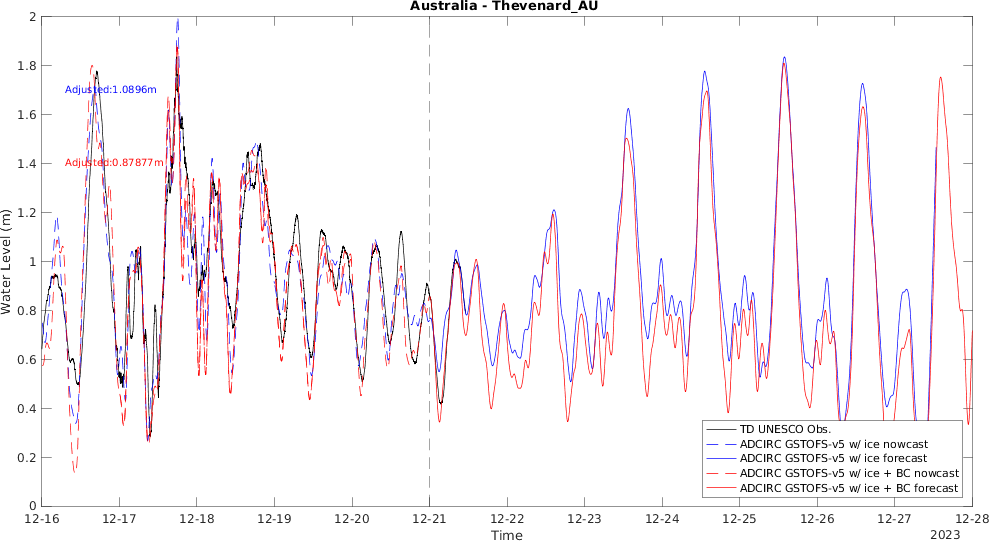 Australia - Thevenard_AU
Water Level (m)
2
1.8
1.6
1.4
1.2
1
0.8
0.6
0.4
0.2
0
Adjusted:1.0896m
Adjusted:0.87877m
TD UNESCO Obs.
ADCIRC GSTOFS-v5 w/ ice nowcast
ADCIRC GSTOFS-v5 w/ ice forecast
ADCIRC GSTOFS-v5 w/ ice + BC nowcast
ADCIRC GSTOFS-v5 w/ ice + BC forecast
12-16 12-17 12-18 12-19 12-20 12-21 12-22 12-23 12-24 12-25 12-26 12-27 12-28
Time
2023